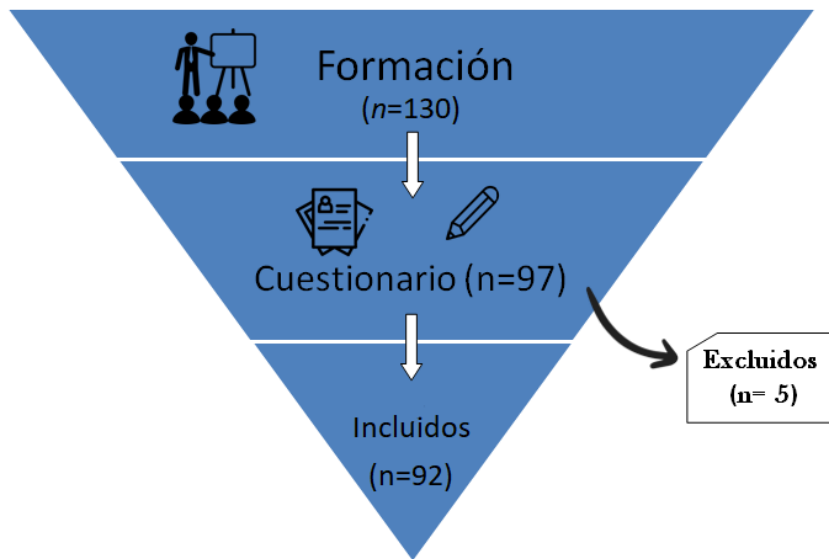 Formación
(n=130)
Cuestionario (n=97)
Excluidos
(n= 5)
Incluidos
(n=92)